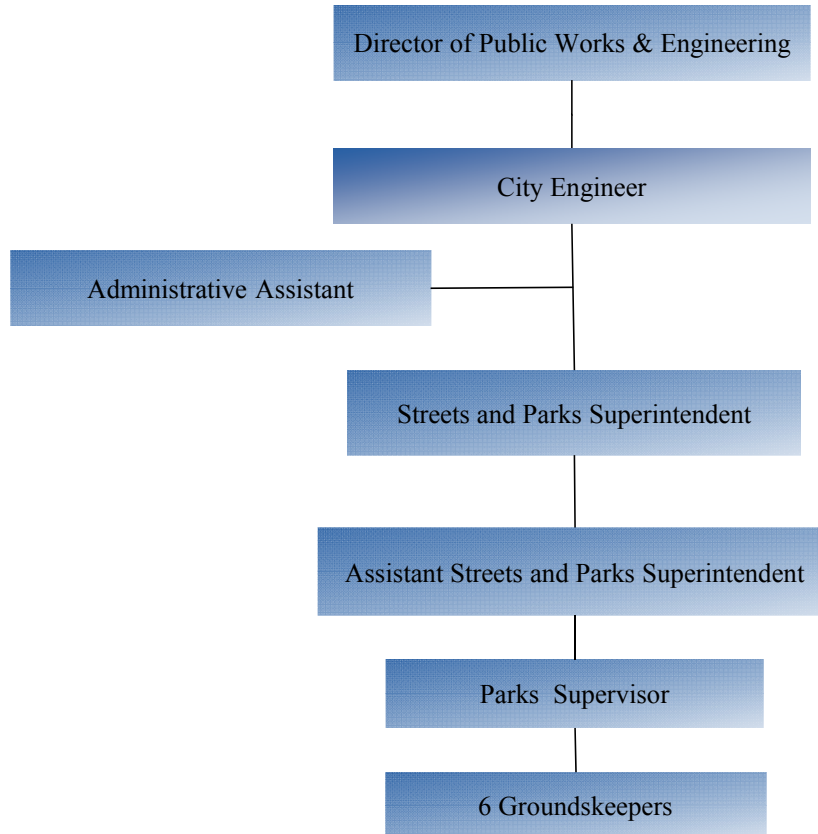 Director of Public Works & Engineering
City Engineer
Administrative Assistant
Streets and Parks Superintendent
Assistant Streets and Parks Superintendent
Parks Supervisor
6 Groundskeepers